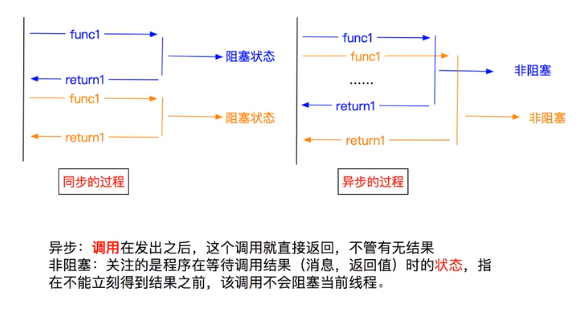 func1
阻塞状态
return1
func1
阻塞状态
return1
同步的过程
func1
func1
......
非阻塞
return1
非阻塞
return1
异步的过程
异步：调用在发出之后，这个调用就直接返回，不管有无结果
非阻塞：关注的是程序在等待调用结果（消息，返回值）时的状态，指
在不能立刻得到结果之前，该调用不会阻塞当前线程。